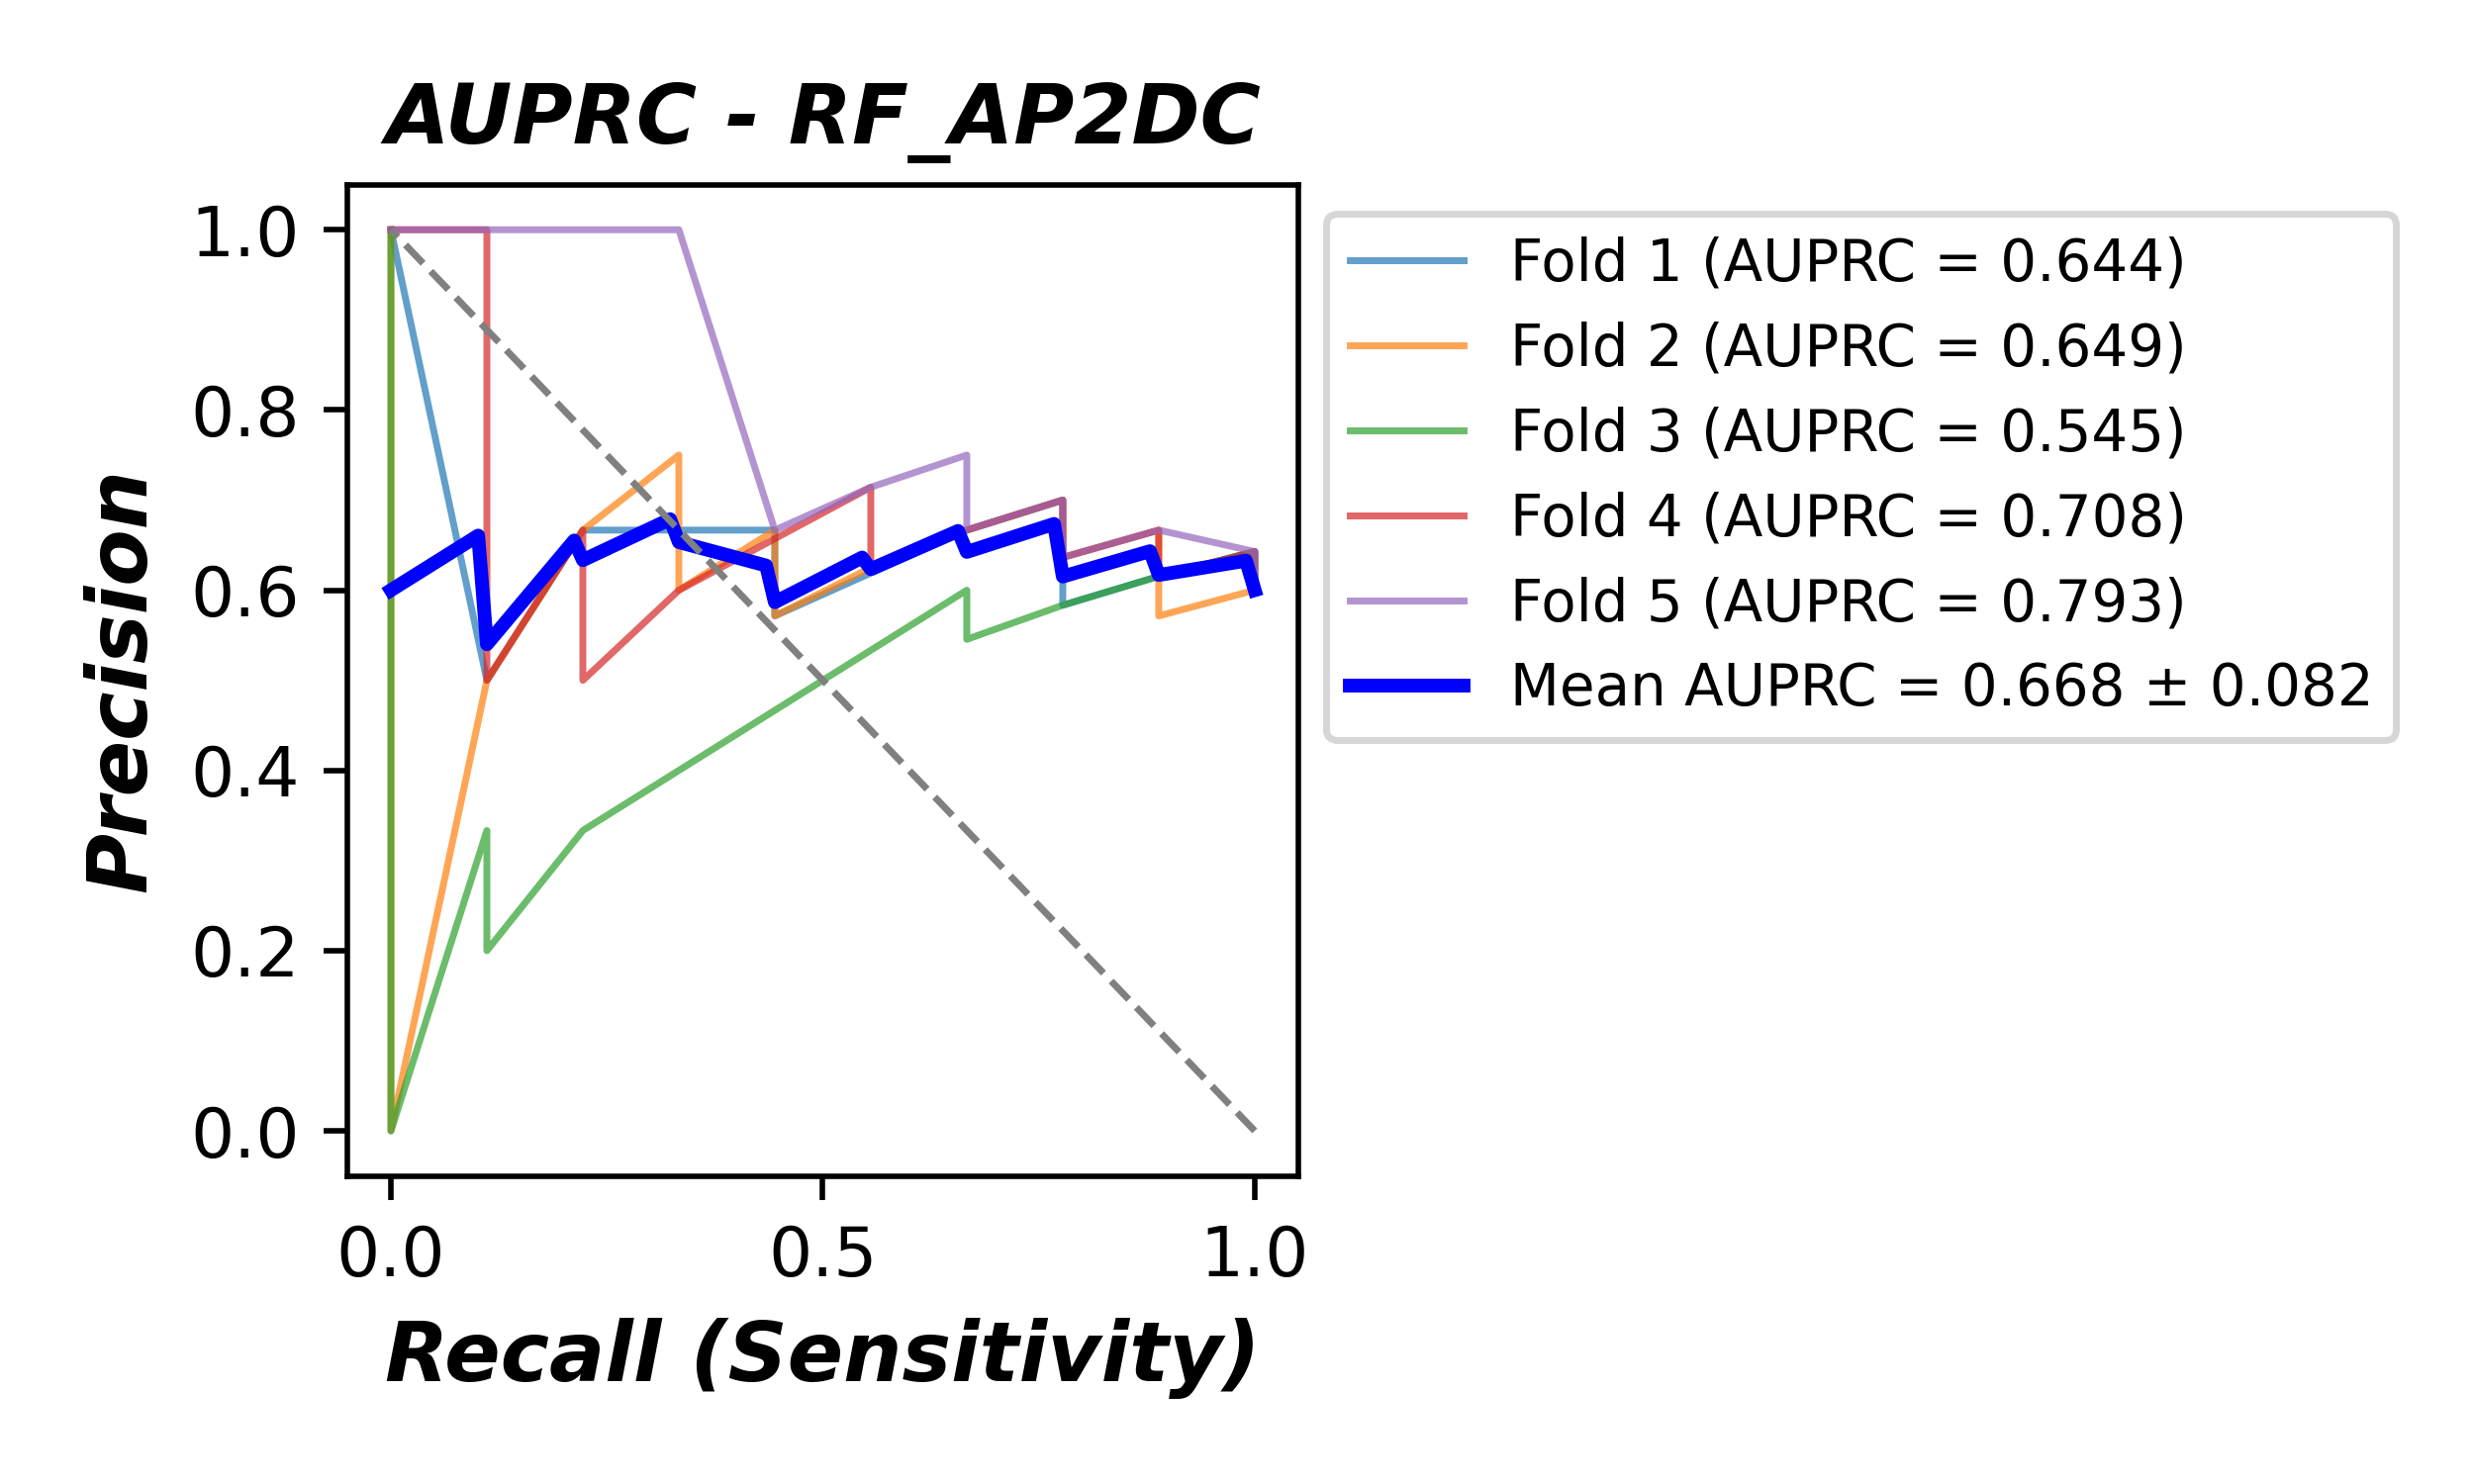 AUPRC - RF_AP2DC
Precision
1.0
0.8
0.6
0.4
0.2
0.0
0.0 0.5 1.0
Recall (Sensitivity)
Fold 1 (AUPRC = 0.644)
Fold 2 (AUPRC = 0.649)
Fold 3 (AUPRC = 0.545)
Fold 4 (AUPRC = 0.708)
Fold 5 (AUPRC = 0.793)
Mean AUPRC = 0.668 ± 0.082